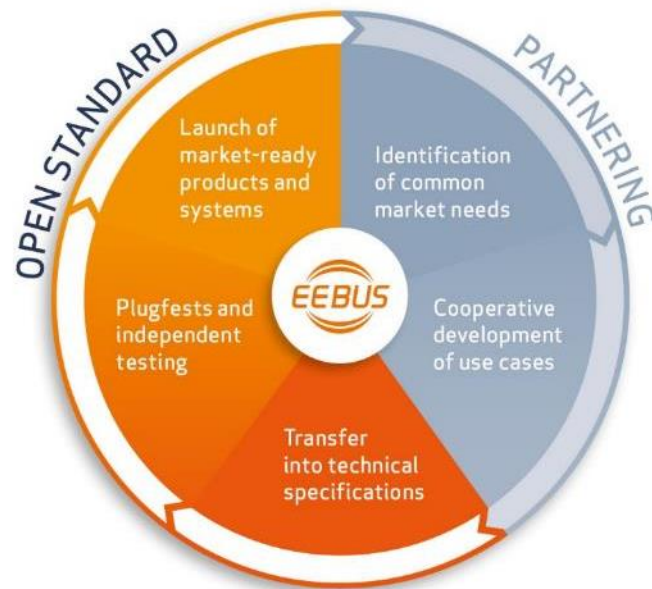 OPEN STANDARD
PARTNERING
Launch of
market-ready
products and
systems
Identification
of common
market needs
EEBUS
Plugfests and
independent
testing
Cooperative
development
of use cases
Transfer
into technical
specifications